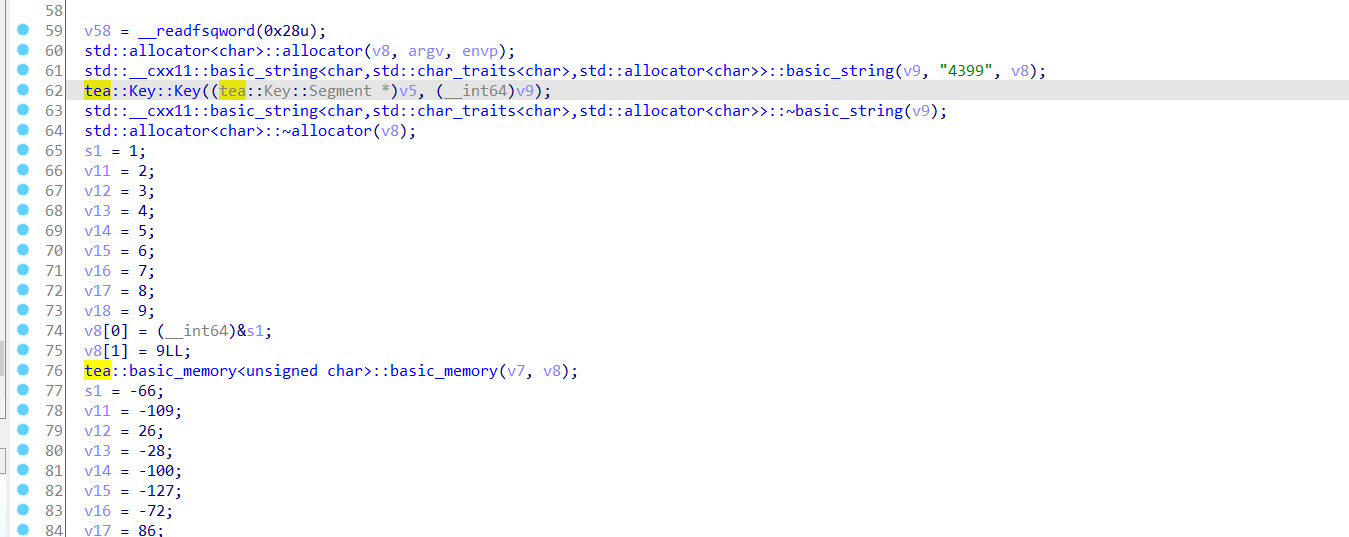 58
59 v58 = __readfsqword(0x28u);
60 std::allocator<char>::allocator(v8, argv, envp);
61 std::__cxx11::basic_string<char,std::char_traits<char>,std::allocator<char>>::basic_string(v9, "4399", v8);
62 tea::Key::Key((tea::Key::Segment *)v5, (__int64)v9);
63 std::__cxx11::basic_string<char,std::char_traits<char>,std::allocator<char>>::~basic_string(v9);
64 std::allocator<char>::~allocator(v8);
65 s1 = 1;
66 v11 = 2;
67 v12 = 3;
68 v13 = 4;
69 v14 = 5;
70 v15 = 6;
71 v16 = 7;
72 v17 = 8;
73 v18 = 9;
74 v8[0] = (__int64)&s1;
75 v8[1] = 9LL;
76 tea::basic_memory<unsigned char>::basic_memory(v7, v8);
77 s1 = -66;
78 v11 = -109;
79 v12 = 26;
80 v13 = -28;
81 v14 = -100;
82 v15 = -127;
83 v16 = -72;
84 v17 = 86;